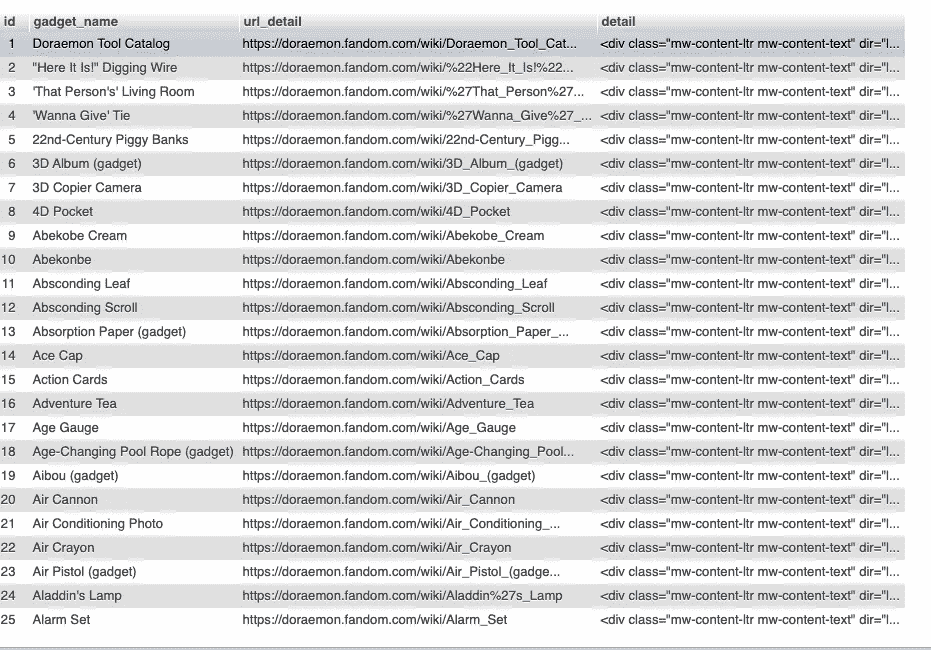 id gadget_name url_detail detail
1 Doraemon Tool Catalog https://doraemon.fandom.com/wiki/Doraemon_Tool_Cat... <div class="mw-content-ltr mw-content-text" dir="l...
2 "Here It Is!" Digging Wire https://doraemon.fandom.com/wiki/%22Here_It_Is!%22... <div class="mw-content-ltr mw-content-text" dir="l...
3 'That Person's' Living Room https://doraemon.fandom.com/wiki/%27That_Person%27... <div class="mw-content-ltr mw-content-text" dir="l...
4 'Wanna Give' Tie https://doraemon.fandom.com/wiki/%27Wanna_Give%27_... <div class="mw-content-ltr mw-content-text" dir="l...
5 22nd-Century Piggy Banks https://doraemon.fandom.com/wiki/22nd-Century_Pigg... <div class="mw-content-ltr mw-content-text" dir="l...
6 3D Album (gadget) https://doraemon.fandom.com/wiki/3D_Album_(gadget) <div class="mw-content-ltr mw-content-text" dir="l...
7 3D Copier Camera https://doraemon.fandom.com/wiki/3D_Copier_Camera <div class="mw-content-ltr mw-content-text" dir="l...
8 4D Pocket https://doraemon.fandom.com/wiki/4D_Pocket <div class="mw-content-ltr mw-content-text" dir="l...
9 Abekobe Cream https://doraemon.fandom.com/wiki/Abekobe_Cream <div class="mw-content-ltr mw-content-text" dir="l...
10 Abekonbe https://doraemon.fandom.com/wiki/Abekonbe <div class="mw-content-ltr mw-content-text" dir="l...
11 Absconding Leaf https://doraemon.fandom.com/wiki/Absconding_Leaf <div class="mw-content-ltr mw-content-text" dir="l...
12 Absconding Scroll https://doraemon.fandom.com/wiki/Absconding_Scroll <div class="mw-content-ltr mw-content-text" dir="l...
13 Absorption Paper (gadget) https://doraemon.fandom.com/wiki/Absorption_Paper_... <div class="mw-content-ltr mw-content-text" dir="l...
14 Ace Cap https://doraemon.fandom.com/wiki/Ace_Cap <div class="mw-content-ltr mw-content-text" dir="l...
15 Action Cards https://doraemon.fandom.com/wiki/Action_Cards <div class="mw-content-ltr mw-content-text" dir="l...
16 Adventure Tea https://doraemon.fandom.com/wiki/Adventure_Tea <div class="mw-content-ltr mw-content-text" dir="l...
17 Age Gauge https://doraemon.fandom.com/wiki/Age_Gauge <div class="mw-content-ltr mw-content-text" dir="l...
18 Age-Changing Pool Rope (gadget) https://doraemon.fandom.com/wiki/Age-Changing_Pool... <div class="mw-content-ltr mw-content-text" dir="l...
19 Aibou (gadget) https://doraemon.fandom.com/wiki/Aibou_(gadget) <div class="mw-content-ltr mw-content-text" dir="l...
20 Air Cannon https://doraemon.fandom.com/wiki/Air_Cannon <div class="mw-content-ltr mw-content-text" dir="l...
21 Air Conditioning Photo https://doraemon.fandom.com/wiki/Air_Conditioning_... <div class="mw-content-ltr mw-content-text" dir="l...
22 Air Crayon https://doraemon.fandom.com/wiki/Air_Crayon <div class="mw-content-ltr mw-content-text" dir="l...
23 Air Pistol (gadget) https://doraemon.fandom.com/wiki/Air_Pistol_(gadge... <div class="mw-content-ltr mw-content-text" dir="l...
24 Aladdin's Lamp https://doraemon.fandom.com/wiki/Aladdin%27s_Lamp <div class="mw-content-ltr mw-content-text" dir="l...
25 Alarm Set https://doraemon.fandom.com/wiki/Alarm_Set <div class="mw-content-ltr mw-content-text" dir="l...